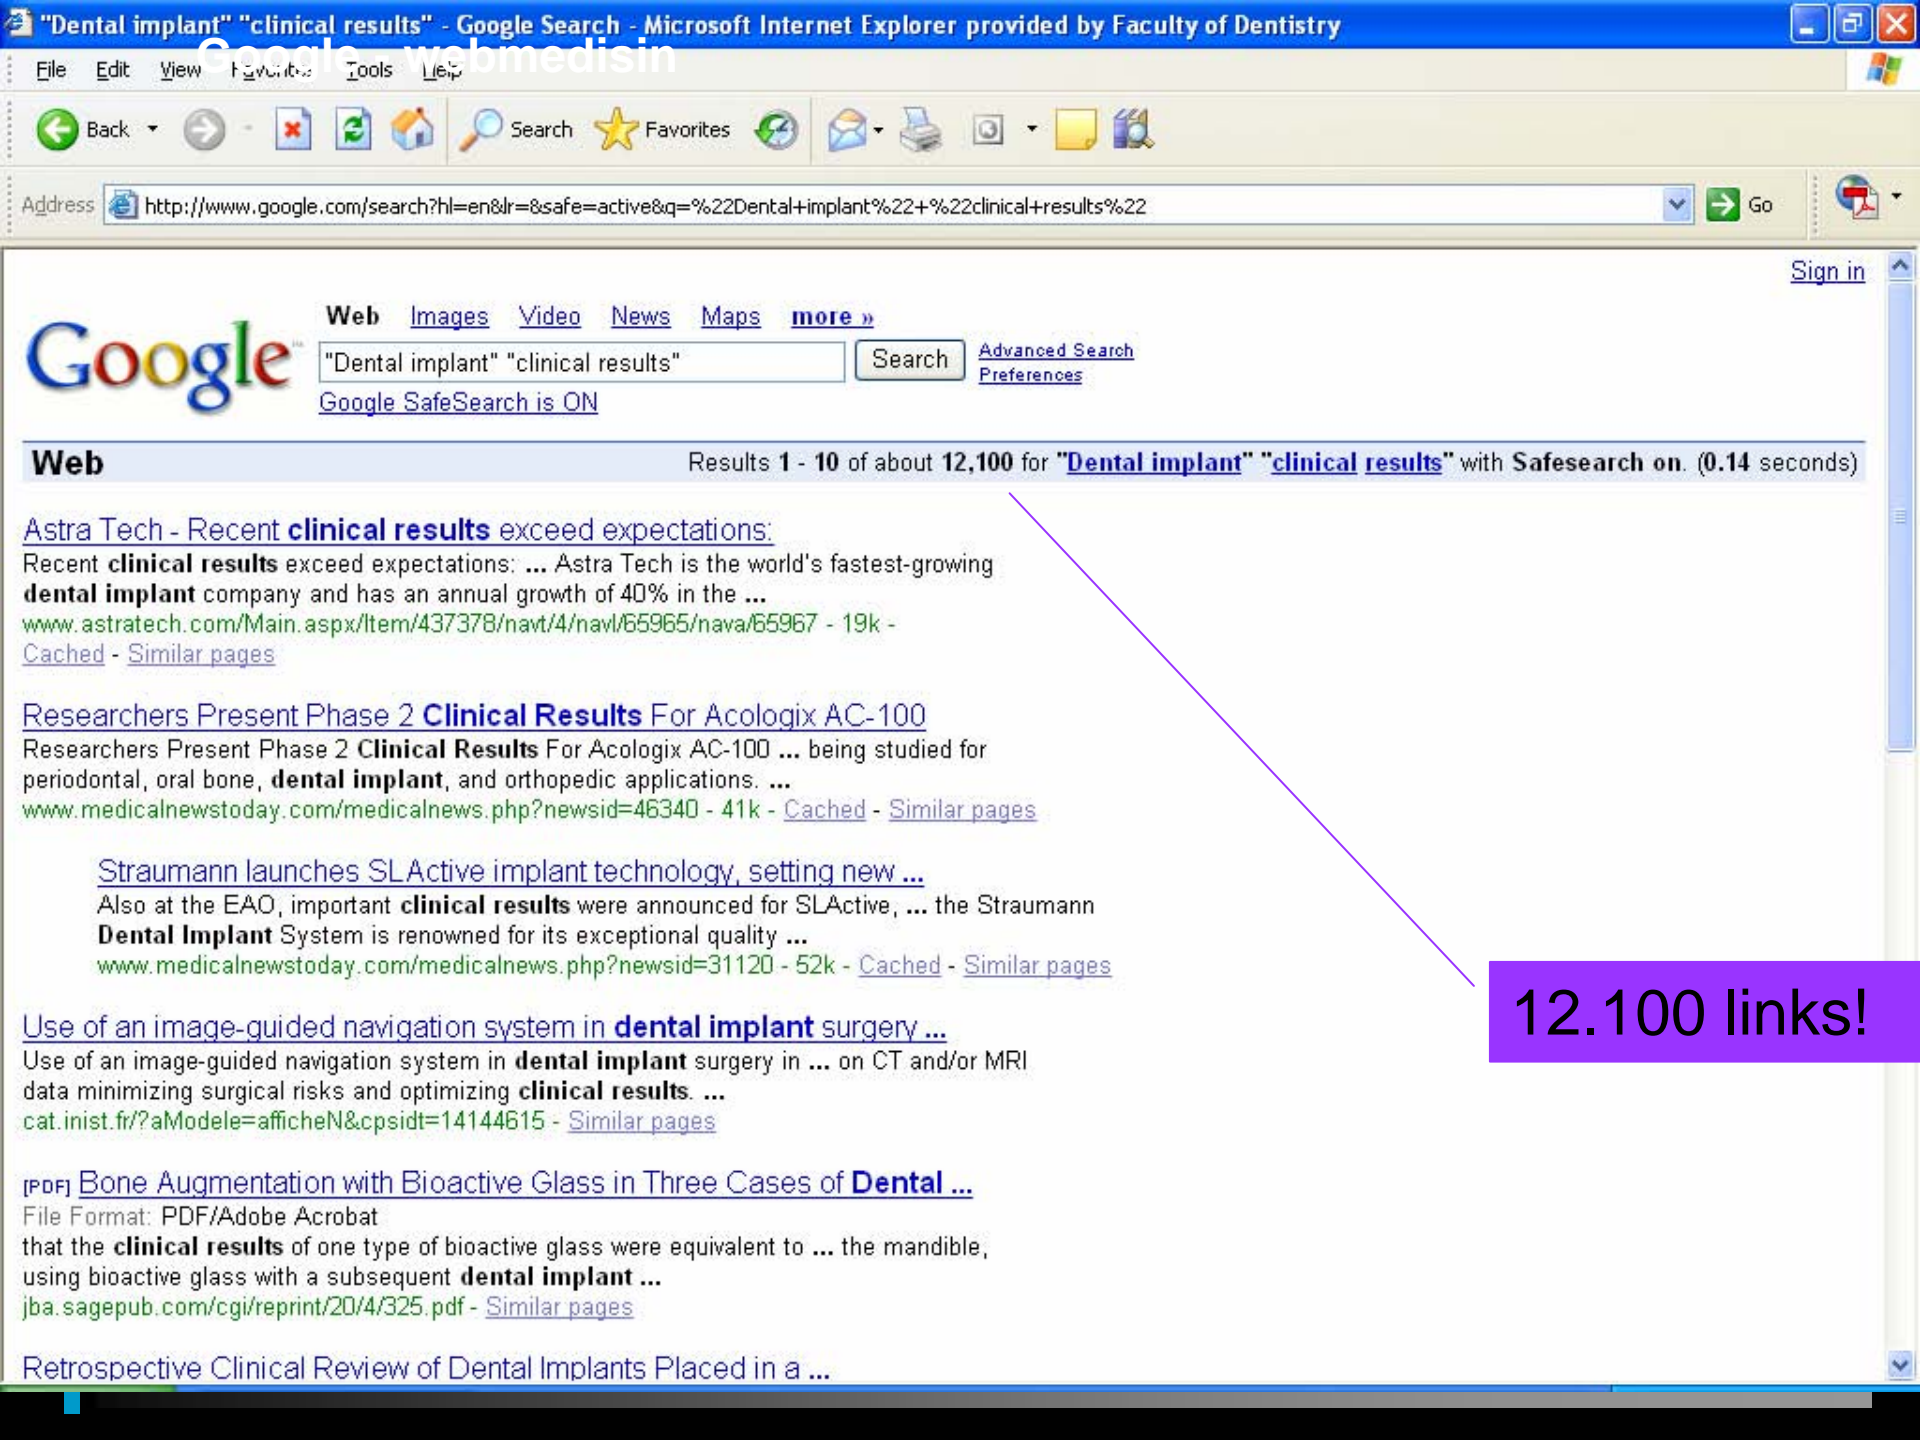 "Dental implant" "clinical results" - Google Search - Microsoft Internet Explorer provided by Faculty of Dentistry
Google - webmedisin
File Edit View Favorites Tools Help
Back Search Favorites
Address http://www.google.com/search?hl=en&lr=&safe=active&q=%22Dental+implant%22+%22clinical+results%22 Go
Sign in
Google
Web Images Video News Maps more »
"Dental implant" "clinical results" Search Advanced Search
Preferences
Google SafeSearch is ON
Web Results 1 - 10 of about 12,100 for "Dental implant" "clinical results" with Safesearch on. (0.14 seconds)
Astra Tech - Recent clinical results exceed expectations:
Recent clinical results exceed expectations: ... Astra Tech is the world's fastest-growing
dental implant company and has an annual growth of 40% in the ...
www.astratech.com/Main.aspx/Item/437378/navt/4/navl/65965/nava/65967 - 19k -
Cached - Similar pages
Researchers Present Phase 2 Clinical Results For Acologix AC-100
Researchers Present Phase 2 Clinical Results For Acologix AC-100 ... being studied for
periodontal, oral bone, dental implant, and orthopedic applications. ...
www.medicalnewstoday.com/medicalnews.php?newsid=46340 - 41k - Cached - Similar pages
Straumann launches SLActive implant technology, setting new ...
Also at the EAO, important clinical results were announced for SLActive, ... the Straumann
Dental Implant System is renowned for its exceptional quality ...
www.medicalnewstoday.com/medicalnews.php?newsid=31120 - 52k - Cached - Similar pages
12.100 links!
Use of an image-guided navigation system in dental implant surgery ...
Use of an image-guided navigation system in dental implant surgery in ... on CT and/or MRI
data minimizing surgical risks and optimizing clinical results. ...
cat.inist.fr/?aModele=afficheN&cpsidt=14144615 - Similar pages
[PDF] Bone Augmentation with Bioactive Glass in Three Cases of Dental ...
File Format: PDF/Adobe Acrobat
that the clinical results of one type of bioactive glass were equivalent to ... the mandible,
using bioactive glass with a subsequent dental implant ...
jba.sagepub.com/cgi/reprint/20/4/325.pdf - Similar pages
Retrospective Clinical Review of Dental Implants Placed in a ...